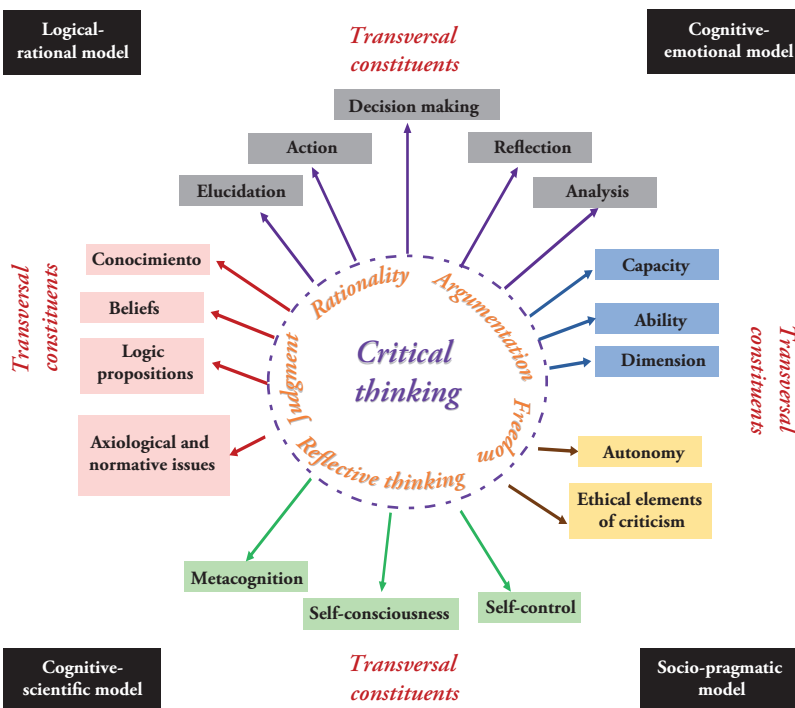 Logical-
rational model
Transversal
constituents
Cognitive-
emotional model
Decision making
Action
Reflection
Elucidation
Analysis
Conocimiento
Beliefs
Logic
propositions
Axiological and
normative issues
Transversal
constituents
Rationality
Argumentation
Judgment
Critical
thinking
Freedom
Reflective thinking
Capacity
Ability
Dimension
Transversal
constituents
Autonomy
Ethical elements
of criticism
Metacognition
Self-consciousness
Self-control
Cognitive-
scientific model
Transversal
constituents
Socio-pragmatic
model